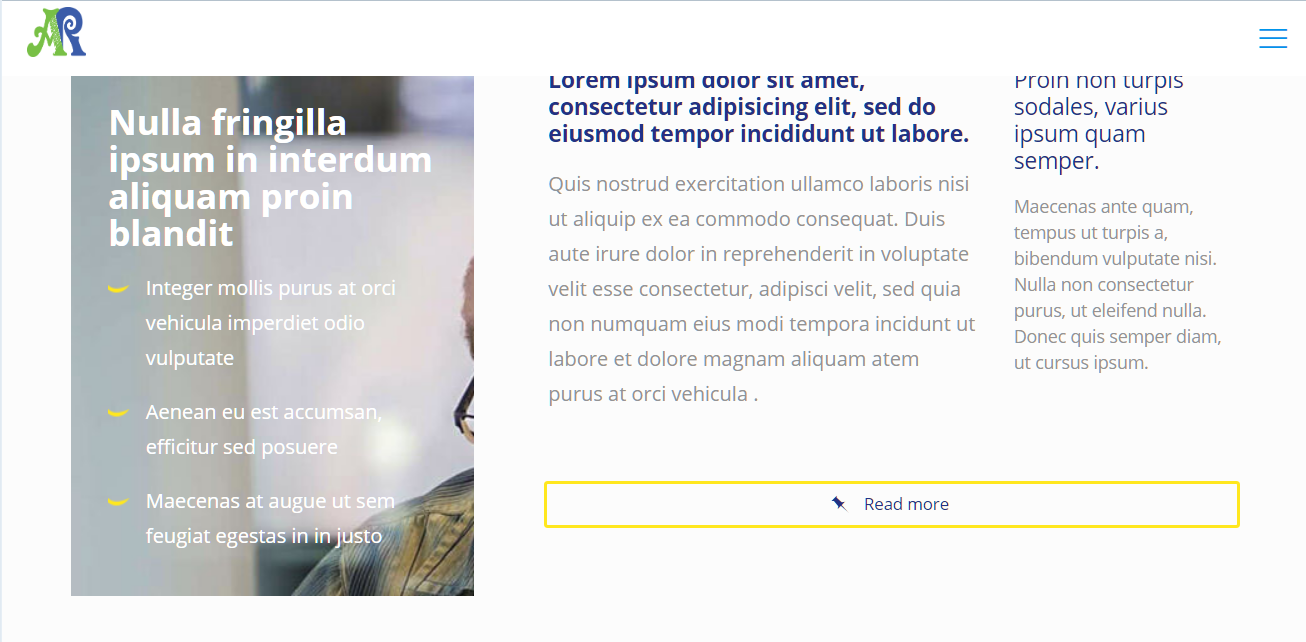 AR
Nulla fringilla
ipsum in interdum
aliquam proin
blandit
Integer mollis purus at orci
vehicula imperdiet odio
vulputate
Aenean eu est accumsan,
efficitur sed posuere
Maecenas at augue ut sem
feugiat egestas in in justo
Lorem ipsum dolor sit amet,
consectetur adipisicing elit, sed do
eiusmod tempor incididunt ut labore.
Quis nostrud exercitation ullamco laboris nisi
ut aliquip ex ea commodo consequat. Duis
aute irure dolor in reprehenderit in voluptate
velit esse consectetur, adipisci velit, sed quia
non numquam eius modi tempora incidunt ut
labore et dolore magnam aliquam atem
purus at orci vehicula .
Proin non turpis
sodales, varius
ipsum quam
semper.
Maecenas ante quam,
tempus ut turpis a,
bibendum vulputate nisi.
Nulla non consectetur
purus, ut eleifend nulla.
Donec quis semper diam,
ut cursus ipsum.
Read more